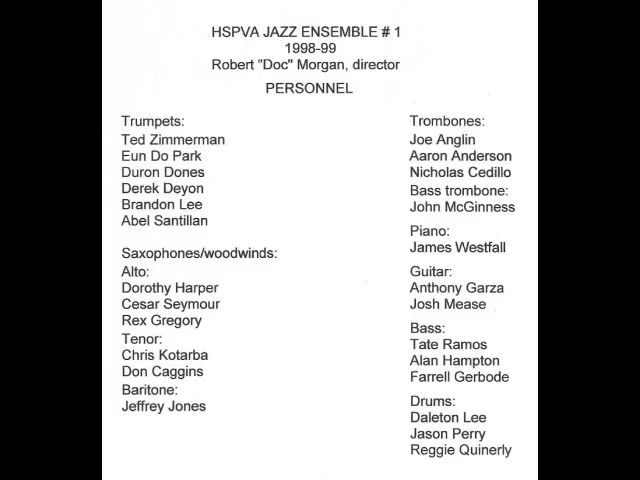 HSPVA JAZZ ENSEMBLE # 1
1998-99
Robert "Doc" Morgan, director
PERSONNEL
Trumpets:
Ted Zimmerman
Eun Do Park
Duron Dones
Derek Deyon
Brandon Lee
Abel Santillan
Saxophones/woodwinds:
Alto:
Dorothy Harper
Cesar Seymour
Rex Gregory
Tenor:
Chris Kotarba
Don Caggins
Baritone:
Jeffrey Jones
Trombones:
Joe Anglin
Aaron Anderson
Nicholas Cedillo
Bass trombone:
John McGinness
Piano:
James Westfall
Guitar:
Anthony Garza
Josh Mease
Bass:
Tate Ramos
Alan Hampton
Farrell Gerbode
Drums:
Daleton Lee
Jason Perry
Reggie Quinerly